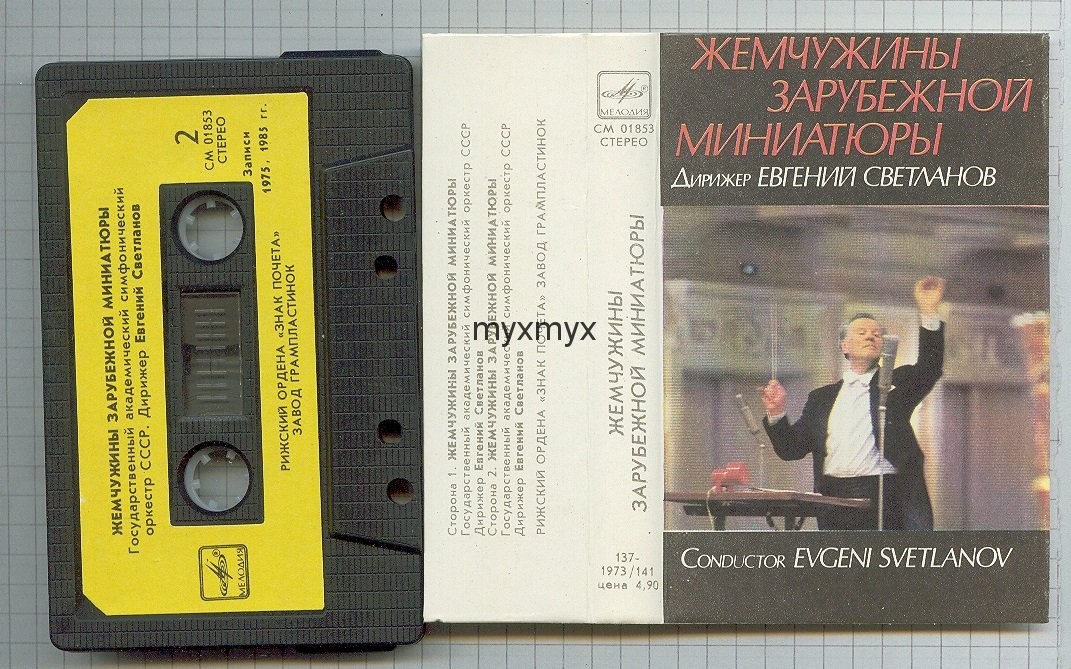 2
СМ 01853
СТЕРЕО
Записи
1975, 1985 гг.
ЖЕМЧУЖИНЫ ЗАРУБЕЖНОЙ МИНИАТЮРЫ
Государственный академический симфонический
оркестр СССР. Дирижер Евгений Светланов
РИЖСКИЙ ОРДЕНА «ЗНАК ПОЧЕТА»
ЗАВОД ГРАМПЛАСТИНОК
МЕЛОДИЯ
Сторона 1. ЖЕМЧУЖИНЫ ЗАРУБЕЖНОЙ МИНИАТЮРЫ
Государственный академический симфонический оркестр СССР
Дирижер Евгений Светланов
Сторона 2. ЖЕМЧУЖИНЫ ЗАРУБЕЖНОЙ МИНИАТЮРЫ
Государственный академический симфонический оркестр СССР
Дирижер Евгений Светланов
РИЖСКИЙ ОРДЕНА «ЗНАК ПОЧЕТА» ЗАВОД ГРАМПЛАСТИНОК
myxmyx
МЕЛОДИЯ
СМ 01853
СТЕРЕО
ЖЕМЧУЖИНЫ
ЗАРУБЕЖНОЙ МИНИАТЮРЫ
137-
1973/141
цена 4,90
ЖЕМЧУЖИНЫ
ЗАРУБЕЖНОЙ
МИНИАТЮРЫ
Дирижер ЕВГЕНИЙ СВЕТЛАНОВ
Conductor EVGENI SVETLANOV